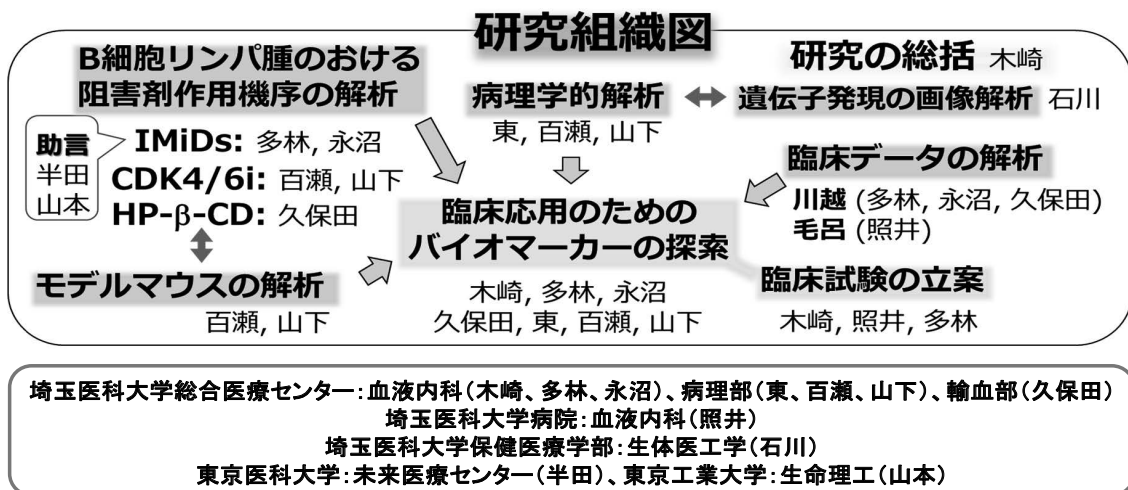 研究組織図
B細胞リンパ腫のおける
阻害剤作用機序の解析
助言
半田
山本
IMiDs: 多林, 永沼
CDK4/6i: 百瀬, 山下
HP-β-CD: 久保田
モデルマウスの解析
百瀬, 山下
病理学的解析
東, 百瀬, 山下
研究の総括 木崎
遺伝子発現の画像解析 石川
臨床データの解析
川越 (多林, 永沼, 久保田)
毛呂 (照井)
臨床応用のための
バイオマーカーの探索
木崎, 多林, 永沼
久保田, 東, 百瀬, 山下
臨床試験の立案
木崎, 照井, 多林
埼玉医科大学総合医療センター：血液内科（木崎、多林、永沼）、病理部（東、百瀬、山下）、輸血部（久保田）
埼玉医科大学病院：血液内科（照井）
埼玉医科大学保健医療学部：生体医工学（石川）
東京医科大学：未来医療センター（半田）、東京工業大学：生命理工（山本）